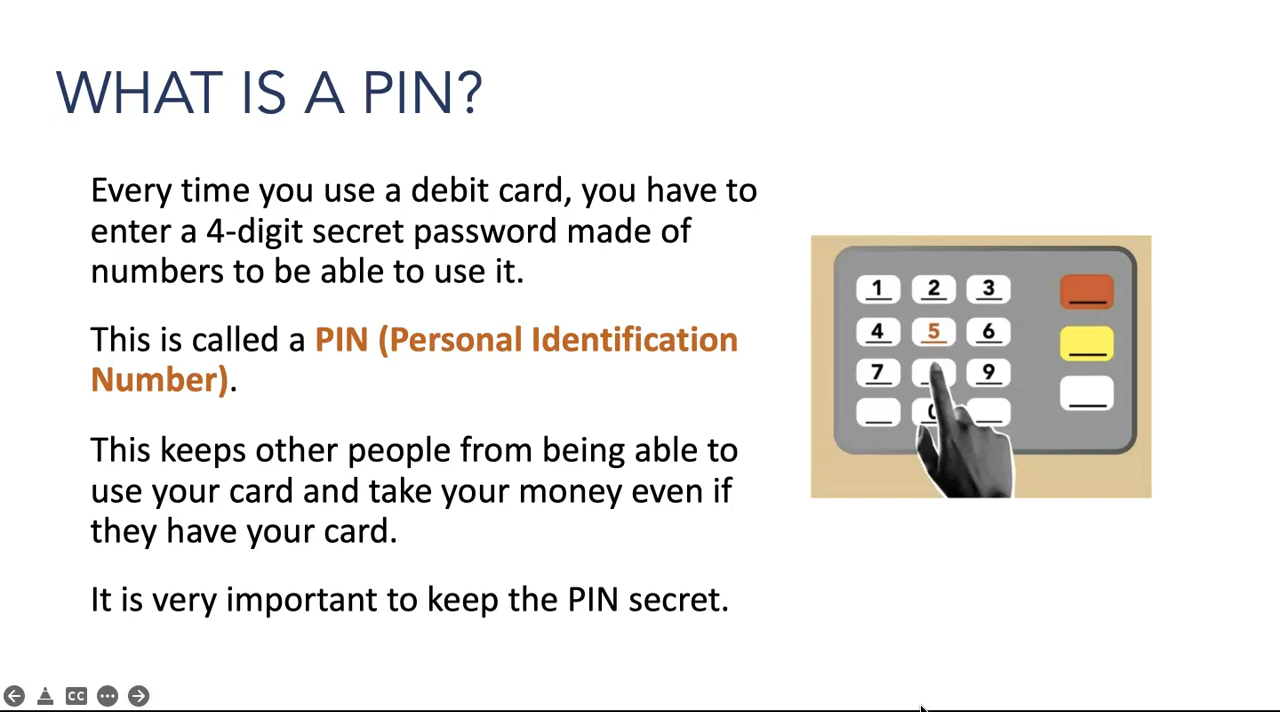 WHAT IS A PIN?
Every time you use a debit card, you have to
enter a 4-digit secret password made of
numbers to be able to use it.
This is called a PIN (Personal Identification
Number).
This keeps other people from being able to
use your card and take your money even if
they have your card.
It is very important to keep the PIN secret.
1 2 3
4 5 6
7 9
0
CC